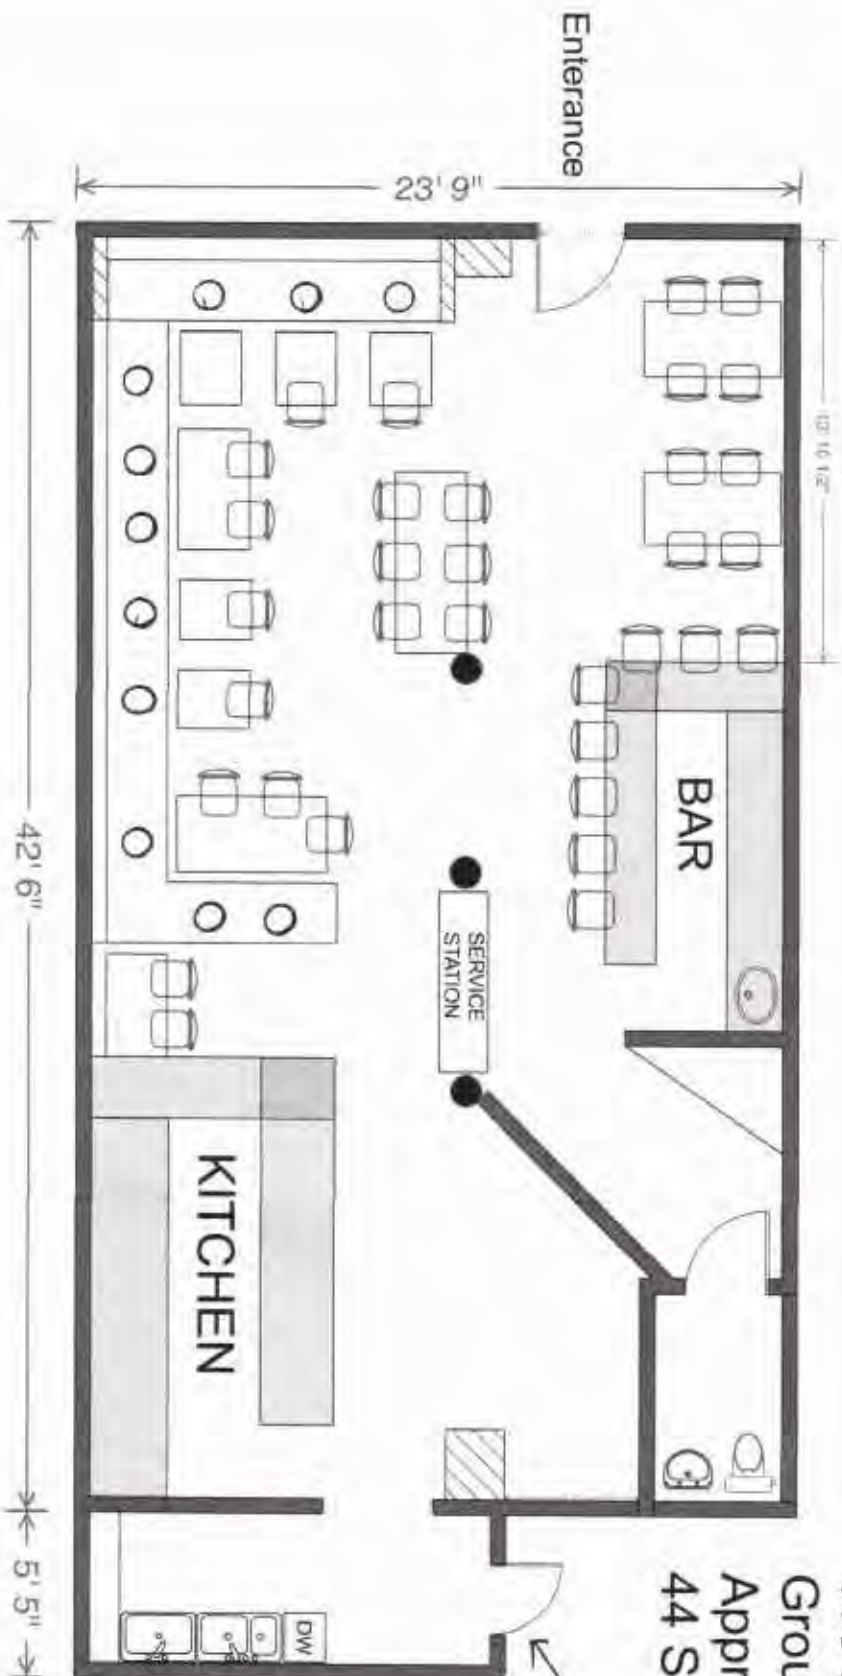 Enterance
23' 9"
BAR
SERVICE
STATION
KITCHEN
42' 6"
5' 5"
DW
Grou
Appr
44 S